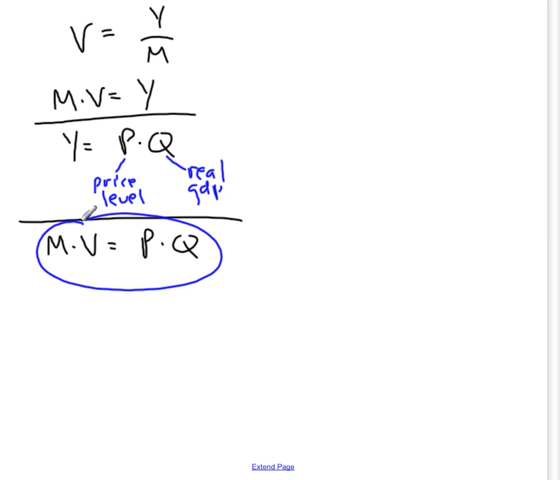 V = Y/M
M·V = Y
Y = P·Q
price level
real gdp
M·V = P·Q
Extend Page